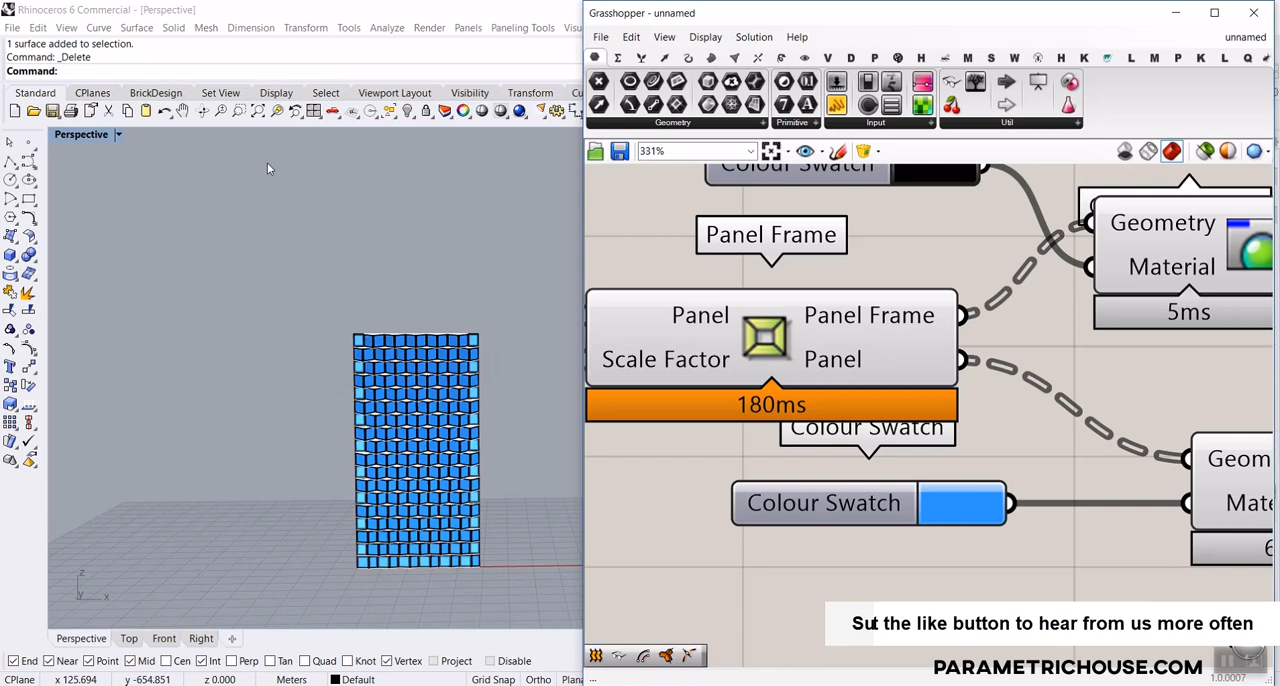 Rhinoceros 6 Commercial - [Perspective]
File Edit View Curve Surface Solid Mesh Dimension Transform Tools Analyze Render Panels Paneling Tools
1 surface added to selection.
Command: _Delete
Command:
Standard CPlanes BrickDesign Set View Display Select Viewport Layout Visibility Transform
Perspective
Perspective Top Front Right
End Near Point Mid Cen Int Perp Tan Quad Knot Vertex Project Disable
CPlane x 125.694 y -654.851 z 0.000 Meters Default Grid Snap Ortho
z
y x
Grasshopper - unnamed
File Edit View Display Solution Help unnamed
Σ V D P H M S W H K L M P K L Q
Geometry Primitive Input Util
331%
Colour Swatch
Panel Frame
Geometry
Material
5ms
Panel Panel Frame
Scale Factor Panel
180ms
Colour Swatch
Colour Swatch
Geom
Mate
6
the like button to hear from us more often
PARAMETRICHOUSE.COM
1.0.0007